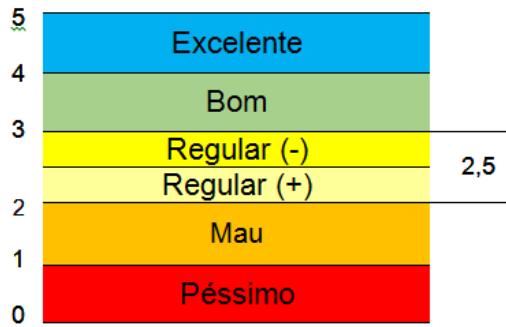 5
Excelente
4
Bom
3
Regular (-)
2,5
Regular (+)
2
Mau
1
Péssimo
0